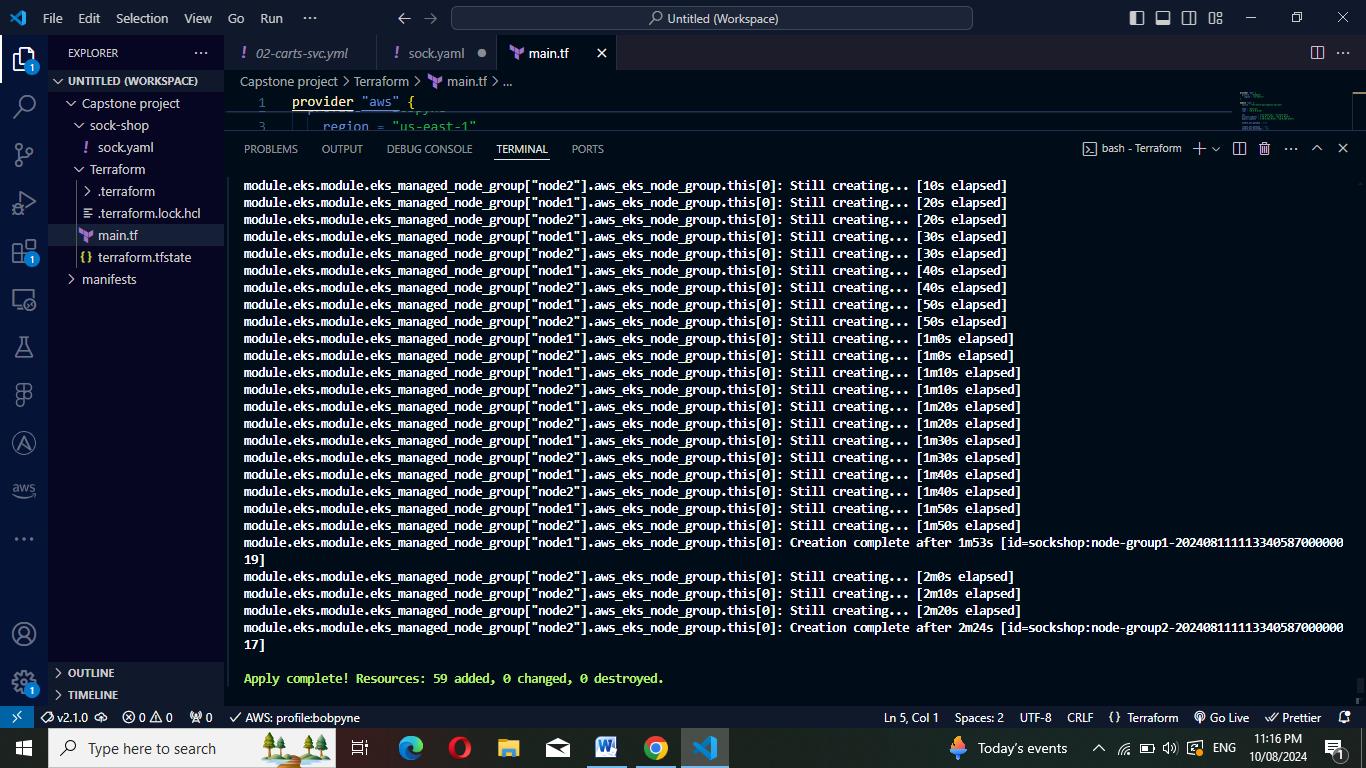 File Edit Selection View Go Run ···
Untitled (Workspace)
EXPLORER
UNTITLED (WORKSPACE)
Capstone project
sock-shop
sock.yaml
Terraform
.terraform
.terraform.lock.hcl
main.tf
terraform.tfstate
manifests
OUTLINE
TIMELINE
1
1
aws
1
02-carts-svc.yml
sock.yaml
main.tf
Capstone project > Terraform > main.tf > ...
1 provider "aws" {
3 region = "us-east-1"
PROBLEMS OUTPUT DEBUG CONSOLE TERMINAL PORTS
bash - Terraform
module.eks.module.eks_managed_node_group["node2"].aws_eks_node_group.this[0]: Still creating... [10s elapsed]
module.eks.module.eks_managed_node_group["node1"].aws_eks_node_group.this[0]: Still creating... [20s elapsed]
module.eks.module.eks_managed_node_group["node2"].aws_eks_node_group.this[0]: Still creating... [20s elapsed]
module.eks.module.eks_managed_node_group["node1"].aws_eks_node_group.this[0]: Still creating... [30s elapsed]
module.eks.module.eks_managed_node_group["node2"].aws_eks_node_group.this[0]: Still creating... [30s elapsed]
module.eks.module.eks_managed_node_group["node1"].aws_eks_node_group.this[0]: Still creating... [40s elapsed]
module.eks.module.eks_managed_node_group["node2"].aws_eks_node_group.this[0]: Still creating... [40s elapsed]
module.eks.module.eks_managed_node_group["node1"].aws_eks_node_group.this[0]: Still creating... [50s elapsed]
module.eks.module.eks_managed_node_group["node2"].aws_eks_node_group.this[0]: Still creating... [50s elapsed]
module.eks.module.eks_managed_node_group["node1"].aws_eks_node_group.this[0]: Still creating... [1m0s elapsed]
module.eks.module.eks_managed_node_group["node2"].aws_eks_node_group.this[0]: Still creating... [1m0s elapsed]
module.eks.module.eks_managed_node_group["node1"].aws_eks_node_group.this[0]: Still creating... [1m10s elapsed]
module.eks.module.eks_managed_node_group["node2"].aws_eks_node_group.this[0]: Still creating... [1m10s elapsed]
module.eks.module.eks_managed_node_group["node1"].aws_eks_node_group.this[0]: Still creating... [1m20s elapsed]
module.eks.module.eks_managed_node_group["node2"].aws_eks_node_group.this[0]: Still creating... [1m20s elapsed]
module.eks.module.eks_managed_node_group["node1"].aws_eks_node_group.this[0]: Still creating... [1m30s elapsed]
module.eks.module.eks_managed_node_group["node2"].aws_eks_node_group.this[0]: Still creating... [1m30s elapsed]
module.eks.module.eks_managed_node_group["node1"].aws_eks_node_group.this[0]: Still creating... [1m40s elapsed]
module.eks.module.eks_managed_node_group["node2"].aws_eks_node_group.this[0]: Still creating... [1m40s elapsed]
module.eks.module.eks_managed_node_group["node1"].aws_eks_node_group.this[0]: Still creating... [1m50s elapsed]
module.eks.module.eks_managed_node_group["node2"].aws_eks_node_group.this[0]: Still creating... [1m50s elapsed]
module.eks.module.eks_managed_node_group["node1"].aws_eks_node_group.this[0]: Creation complete after 1m53s [id=sockshop:node-group1-202408111113340587000000
19]
module.eks.module.eks_managed_node_group["node2"].aws_eks_node_group.this[0]: Still creating... [2m0s elapsed]
module.eks.module.eks_managed_node_group["node2"].aws_eks_node_group.this[0]: Still creating... [2m10s elapsed]
module.eks.module.eks_managed_node_group["node2"].aws_eks_node_group.this[0]: Still creating... [2m20s elapsed]
module.eks.module.eks_managed_node_group["node2"].aws_eks_node_group.this[0]: Creation complete after 2m24s [id=sockshop:node-group2-202408111113340587000000
17]
Apply complete! Resources: 59 added, 0 changed, 0 destroyed.
v2.1.0 0 0 0 AWS: profile:bobpyne Ln 5, Col 1 Spaces: 2 UTF-8 CRLF {} Terraform Go Live Prettier
Type here to search
Today's events
ENG
11:16 PM
10/08/2024
1